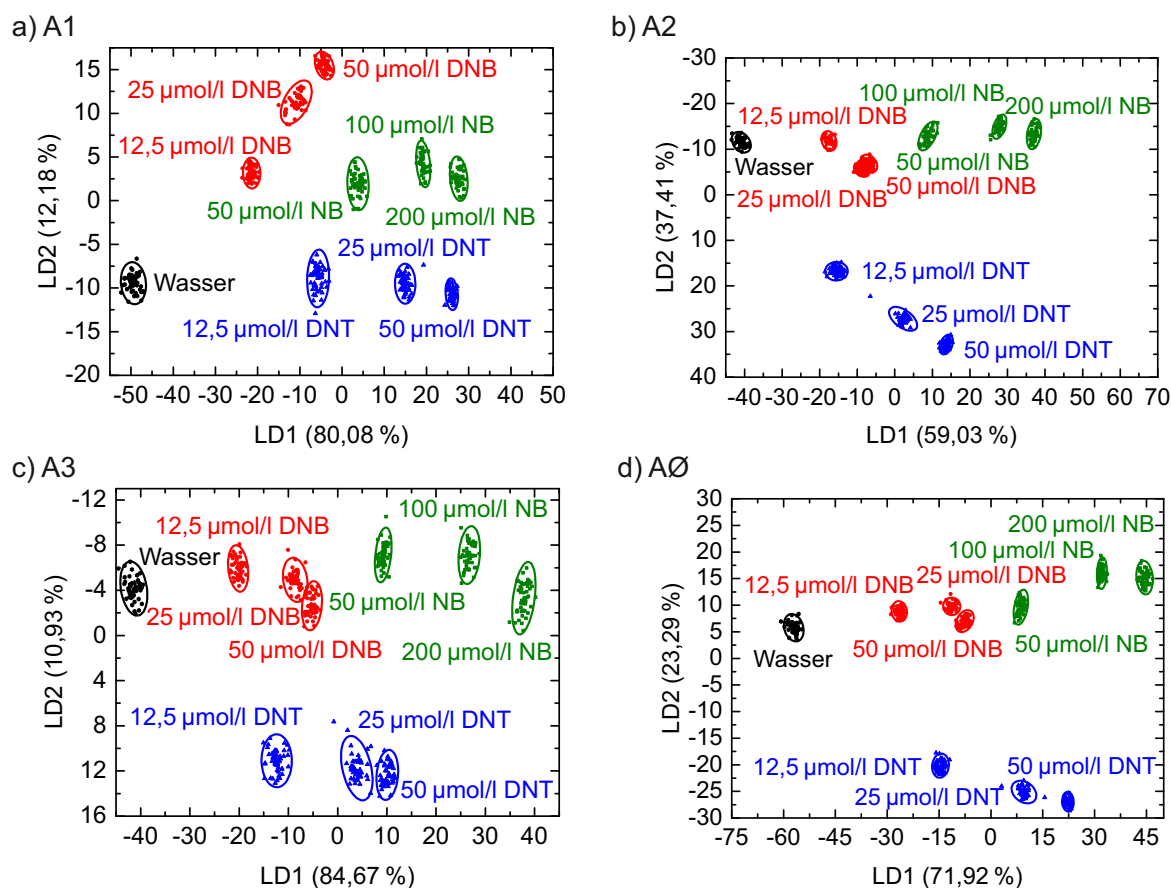 a) A1
15
10
5
0
-5
-10
-15
-20
LD2 (12,18 %)
50 µmol/l DNB
25 µmol/l DNB
100 µmol/l NB
12,5 µmol/l DNB
50 µmol/l NB
200 µmol/l NB
25 µmol/l DNT
Wasser
12,5 µmol/l DNT
50 µmol/l DNT
-50 -40 -30 -20 -10 0 10 20 30 40 50
LD1 (80,08 %)
b) A2
-30
-20
-10
0
10
20
30
40
LD2 (37,41 %)
100 µmol/l NB
200 µmol/l NB
12,5 µmol/l DNB
Wasser
50 µmol/l NB
25 µmol/l DNB
50 µmol/l DNB
12,5 µmol/l DNT
25 µmol/l DNT
50 µmol/l DNT
-40 -30 -20 -10 0 10 20 30 40 50 60 70
LD1 (59,03 %)
c) A3
-12
-8
-4
0
4
8
12
16
LD2 (10,93 %)
100 µmol/l NB
12,5 µmol/l DNB
Wasser
50 µmol/l NB
25 µmol/l DNB
50 µmol/l DNB
200 µmol/l NB
12,5 µmol/l DNT
25 µmol/l DNT
50 µmol/l DNT
-40 -30 -20 -10 0 10 20 30 40
LD1 (84,67 %)
d) AØ
30
25
20
15
10
5
0
-5
-10
-15
-20
-25
-30
LD2 (23,29 %)
200 µmol/l NB
100 µmol/l NB
12,5 µmol/l DNB
25 µmol/l DNB
Wasser
50 µmol/l DNB
50 µmol/l NB
12,5 µmol/l DNT
50 µmol/l DNT
25 µmol/l DNT
-75 -60 -45 -30 -15 0 15 30 45
LD1 (71,92 %)